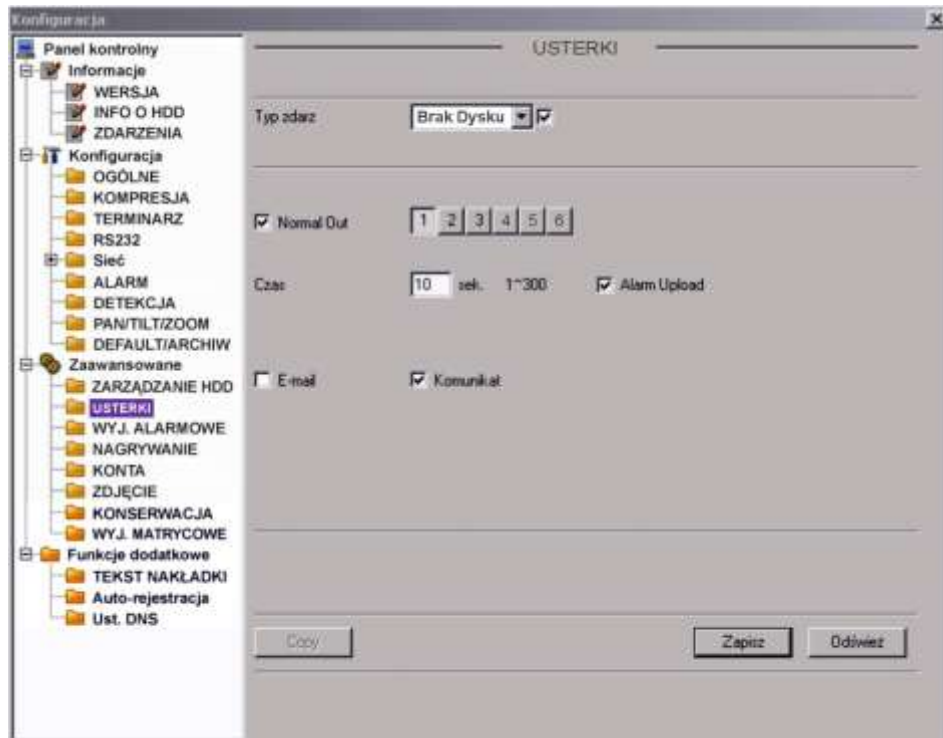 Konfiguracja
Panel kontrolny
Informacje
WERSJA
INFO O HDD
ZDARZENIA
Konfiguracja
OGÓLNE
KOMPRESJA
TERMINARZ
RS232
Sieć
ALARM
DETEKCJA
PAN/TILT/ZOOM
DEFAULT/ARCHIW
Zaawansowane
ZARZĄDZANIE HDD
USTERKI
WYJ. ALARMOWE
NAGRYWANIE
KONTA
ZDJĘCIE
KONSERWACJA
WYJ. MATRYCOWE
Funkcje dodatkowe
TEKST NAKŁADKI
Auto-rejestracja
Ust. DNS
USTERKI
Typ zdarz Brak Dysku
Normal Out 1 2 3 4 5 6
Czas 10 sek. 1~300 Alarm Upload
E-mail Komunikat
Copy Zapisz Odśwież